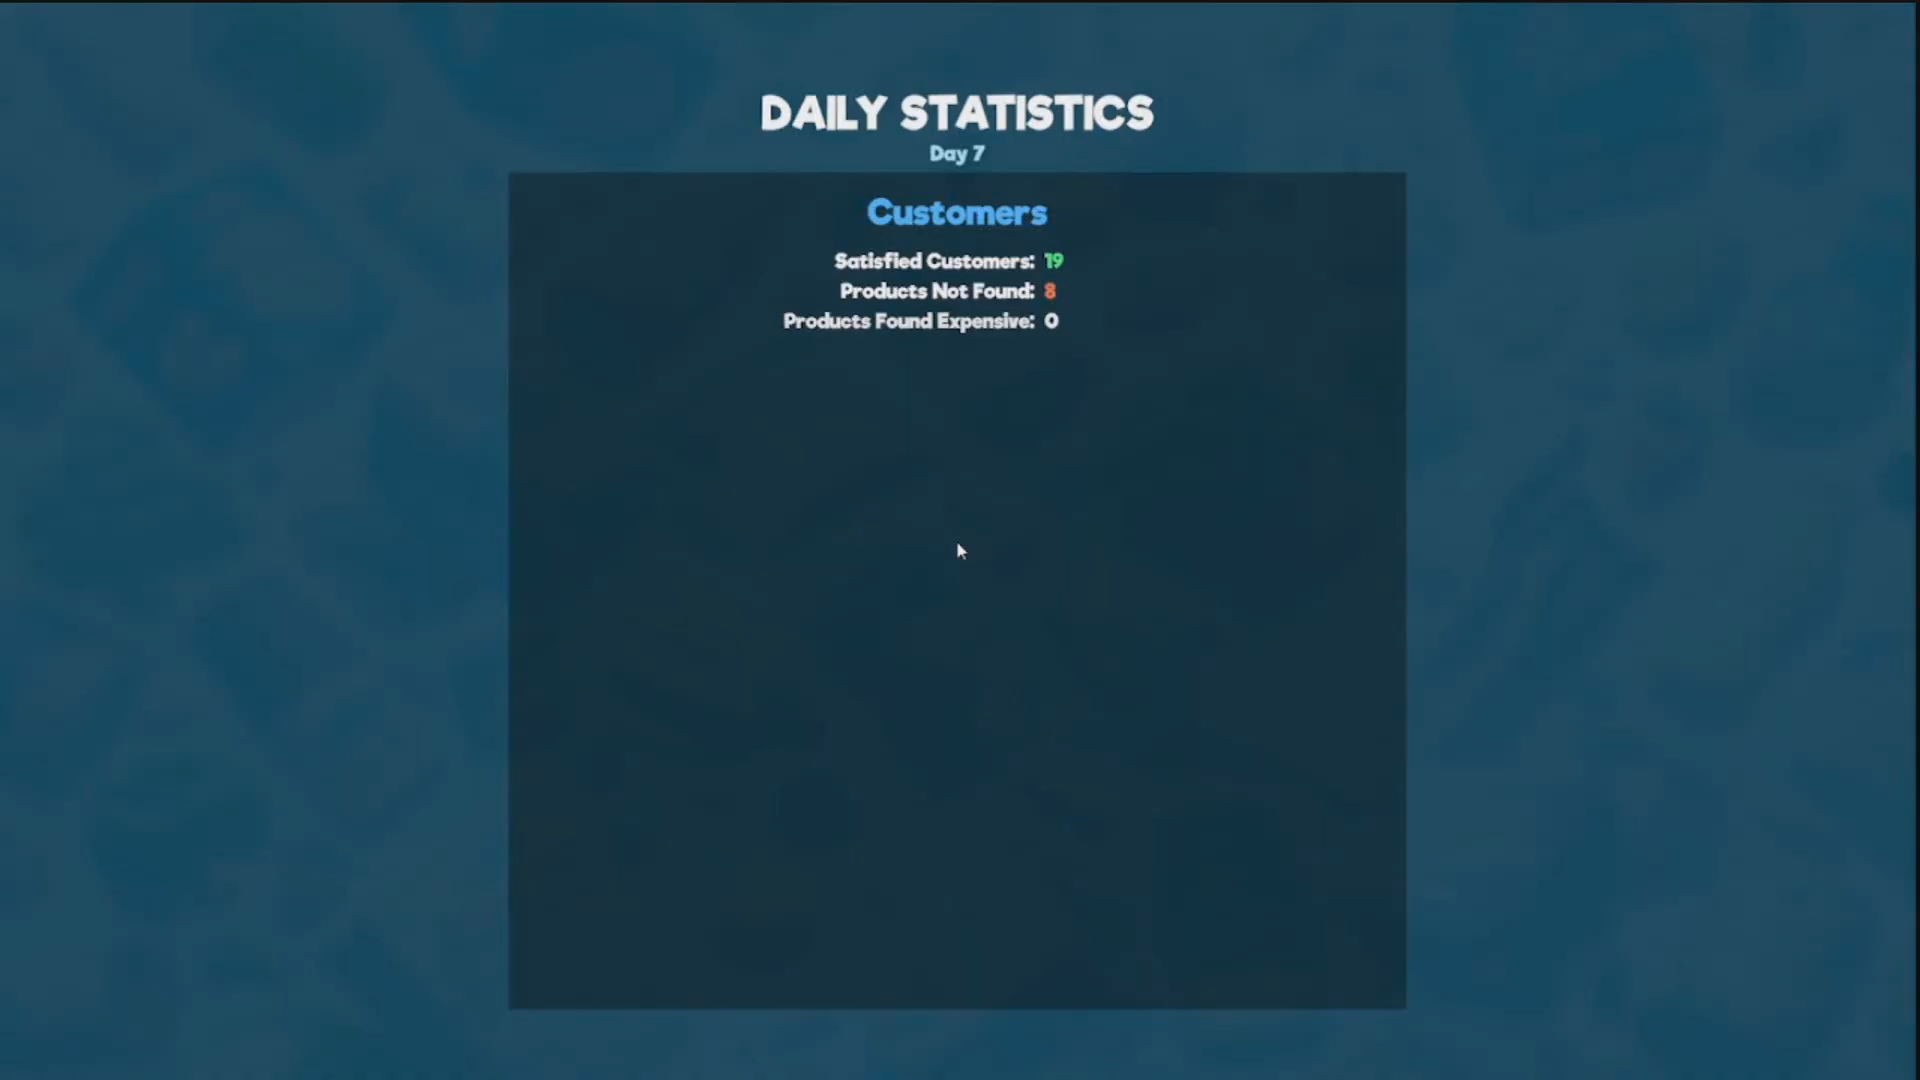 DAILY STATISTICS
Day 7
Customers
Satisfied Customers: 19
Products Not Found: 8
Products Found Expensive: 0